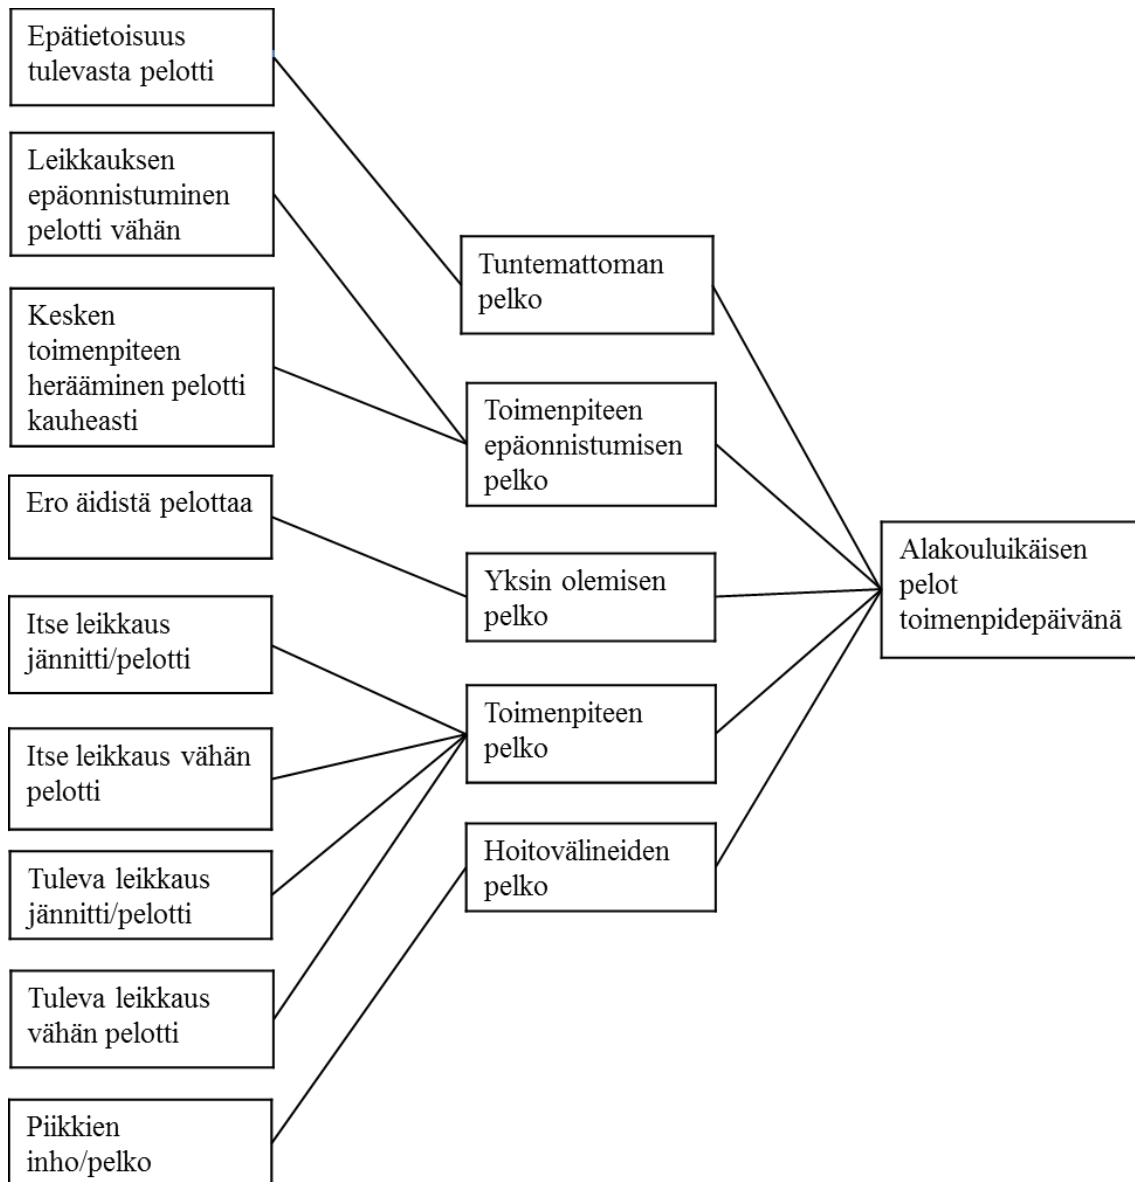 Epätietoisuus
tulevasta pelotti
Leikkauksen
epäonnistuminen
pelotti vähän
Kesken
toimenpiteen
herääminen pelotti
kauheasti
Ero äidistä pelottaa
Itse leikkaus
jännitti/pelotti
Itse leikkaus vähän
pelotti
Tuleva leikkaus
jännitti/pelotti
Tuleva leikkaus
vähän pelotti
Piikkien
inho/pelko
Tuntemattoman
pelko
Toimenpiteen
epäonnistumisen
pelko
Yksin olemisen
pelko
Toimenpiteen
pelko
Hoitovälineiden
pelko
Alakouluikäisen
pelot
toimenpidepäivänä